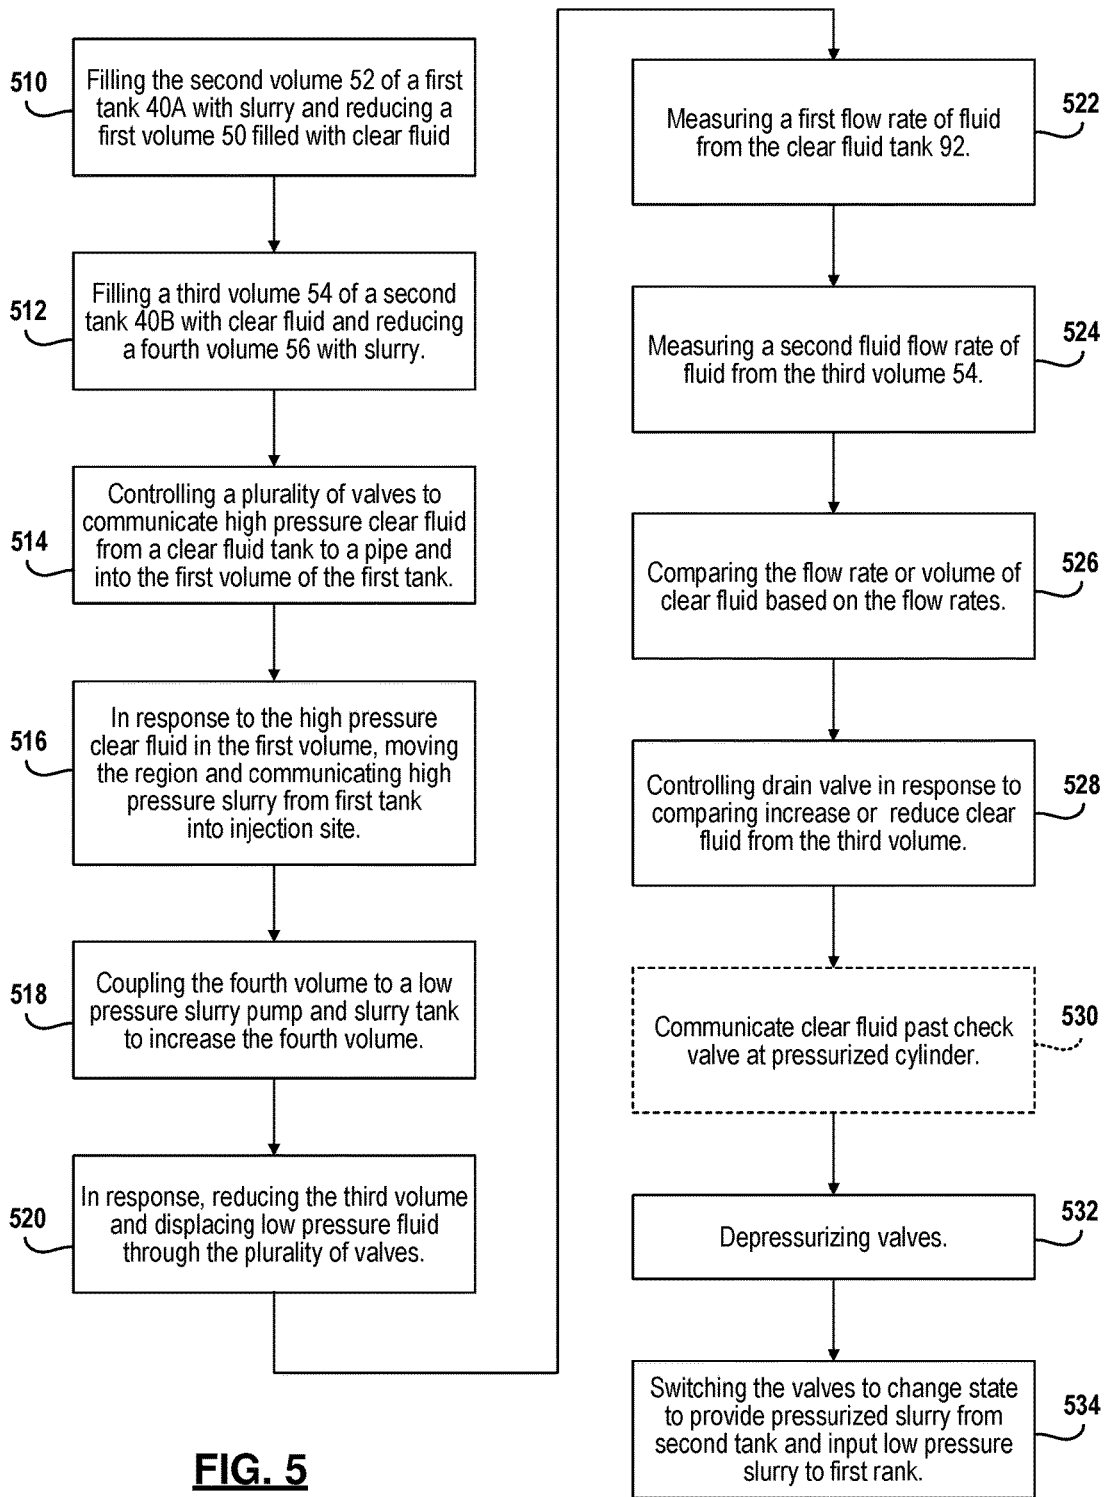 510
Filling the second volume 52 of a first
tank 40A with slurry and reducing a
first volume 50 filled with clear fluid
512
Filling a third volume 54 of a second
tank 40B with clear fluid and reducing
a fourth volume 56 with slurry.
514
Controlling a plurality of valves to
communicate high pressure clear fluid
from a clear fluid tank to a pipe and
into the first volume of the first tank.
516
In response to the high pressure
clear fluid in the first volume, moving
the region and communicating high
pressure slurry from first tank
into injection site.
518
Coupling the fourth volume to a low
pressure slurry pump and slurry tank
to increase the fourth volume.
520
In response, reducing the third volume
and displacing low pressure fluid
through the plurality of valves.
522
Measuring a first flow rate of fluid
from the clear fluid tank 92.
524
Measuring a second fluid flow rate of
fluid from the third volume 54.
526
Comparing the flow rate or volume of
clear fluid based on the flow rates.
528
Controlling drain valve in response to
comparing increase or reduce clear
fluid from the third volume.
530
Communicate clear fluid past check
valve at pressurized cylinder.
532
Depressurizing valves.
534
Switching the valves to change state
to provide pressurized slurry from
second tank and input low pressure
slurry to first rank.
FIG. 5